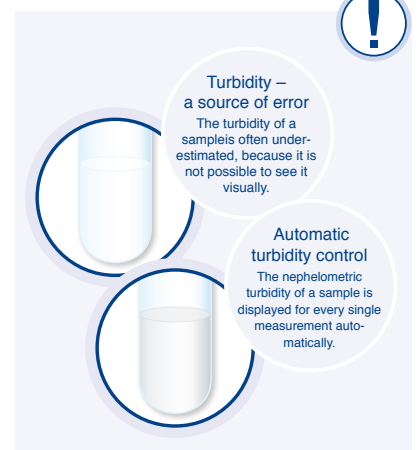 !
Turbidity –
a source of error
The turbidity of a
sampleis often under-
estimated, because it is
not possible to see it
visually.
Automatic
turbidity control
The nephelometric
turbidity of a sample is
displayed for every single
measurement auto-
matically.